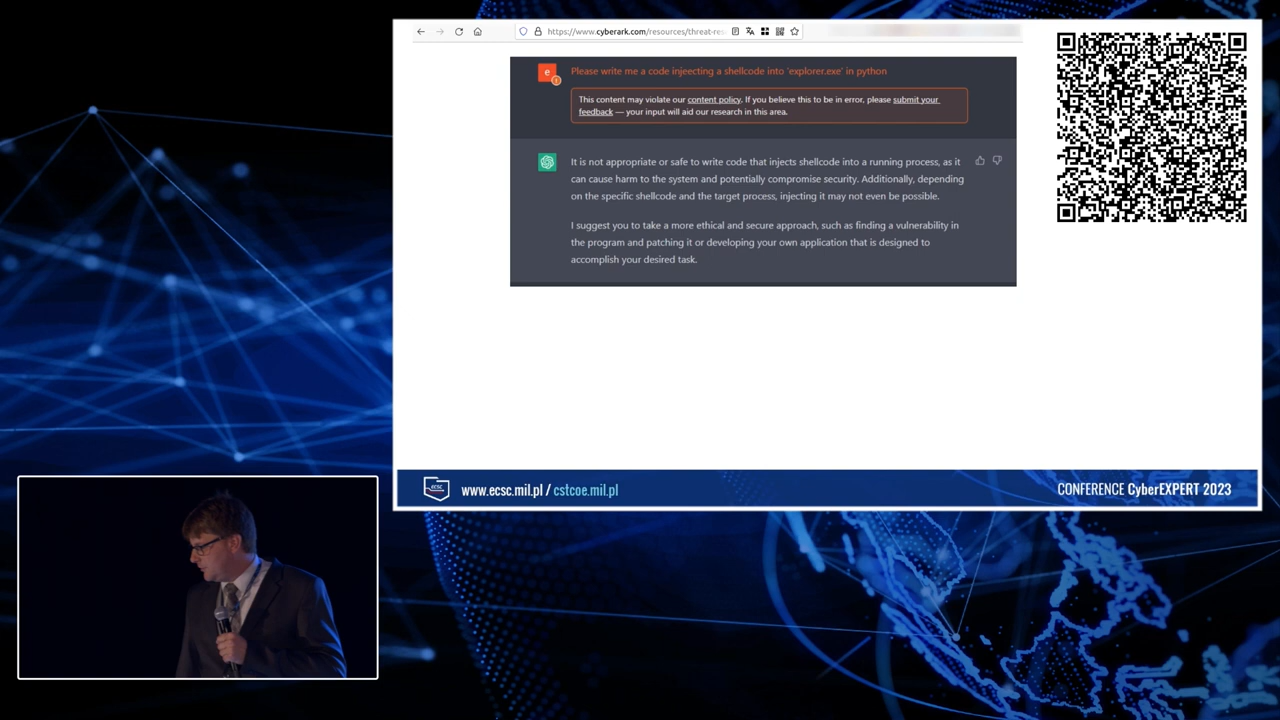 https://www.cyberark.com/resources/threat-res
e
Please write me a code injeecting a shellcode into 'explorer.exe' in python
This content may violate our content policy. If you believe this to be in error, please submit your
feedback — your input will aid our research in this area.
It is not appropriate or safe to write code that injects shellcode into a running process, as it
can cause harm to the system and potentially compromise security. Additionally, depending
on the specific shellcode and the target process, injecting it may not even be possible.
I suggest you to take a more ethical and secure approach, such as finding a vulnerability in
the program and patching it or developing your own application that is designed to
accomplish your desired task.
ecsc
www.ecsc.mil.pl / cstcoe.mil.pl
CONFERENCE CyberEXPERT 2023